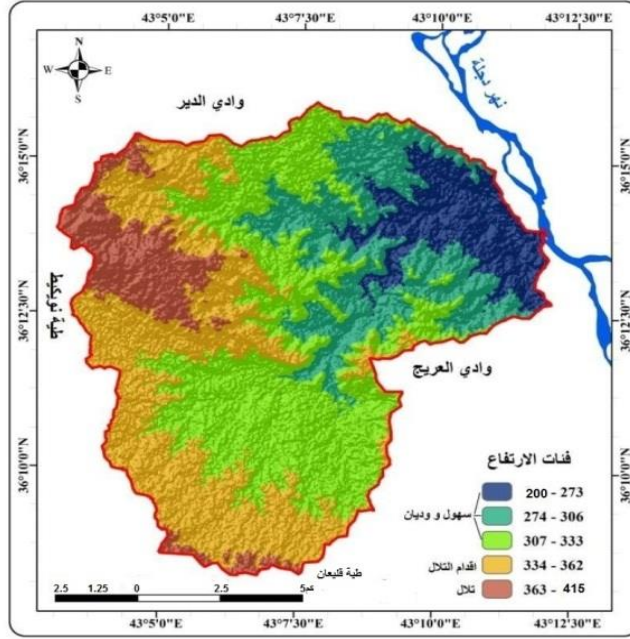 43°5'0"E 43°7'30"E 43°10'0"E 43°12'30"E
N
W E
S
وادي الدير
نهر دجلة
36°15'0"N 36°15'0"N
طية نويكيط
36°12'30"N 36°12'30"N
وادي العريج
36°10'0"N 36°10'0"N
فئات الارتفاع
200 - 273
سهول و وديان 274 - 306
307 - 333
اقدام التلال 334 - 362
تلال 363 - 415
طية قليعان
2.5 1.25 0 2.5 5كم
43°5'0"E 43°7'30"E 43°10'0"E 43°12'30"E